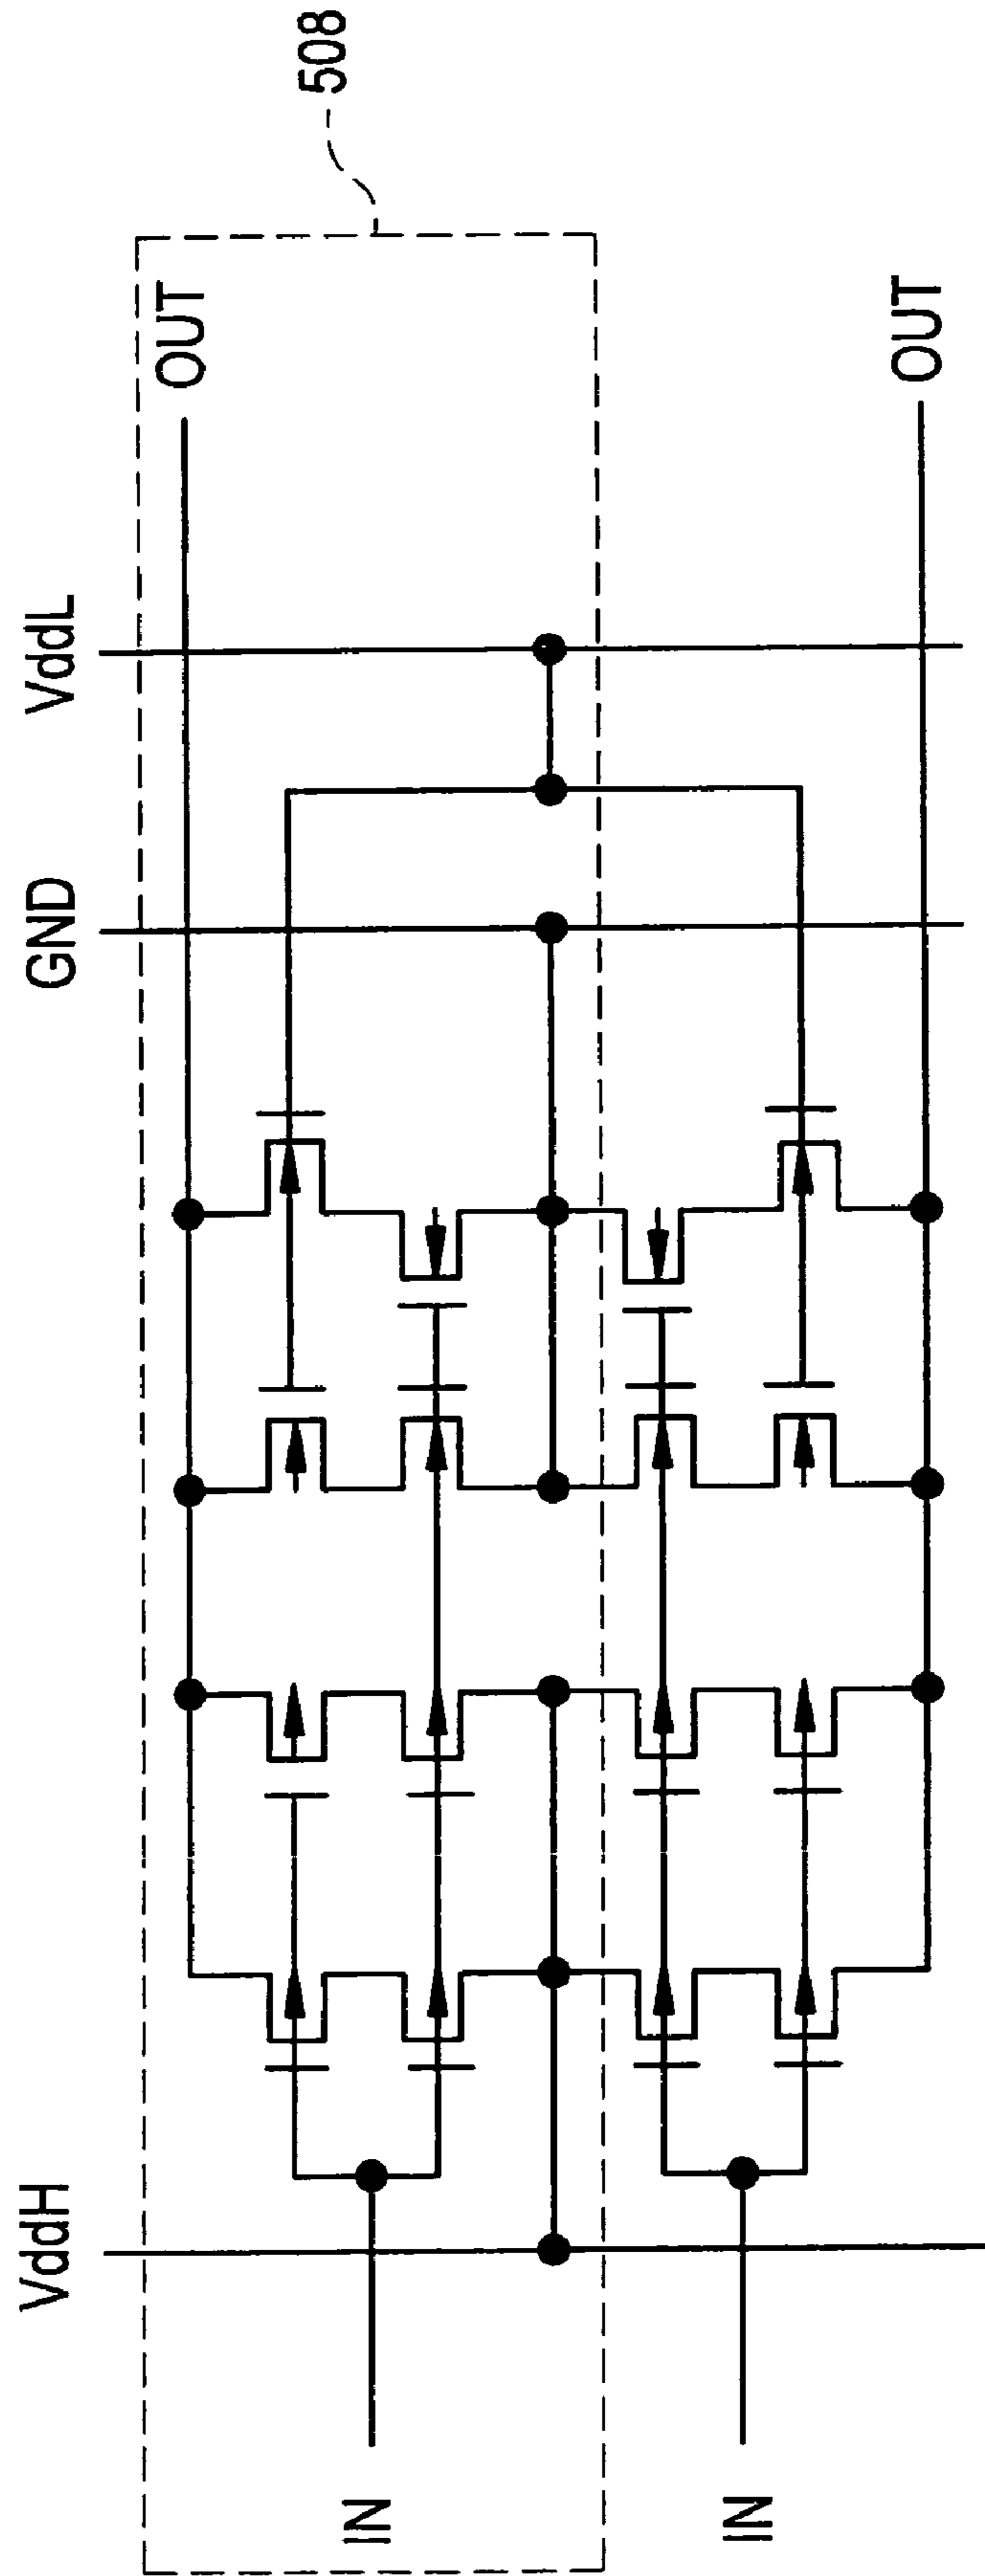 508
OUT
OUT
VddL
GND
VddH
IN
IN